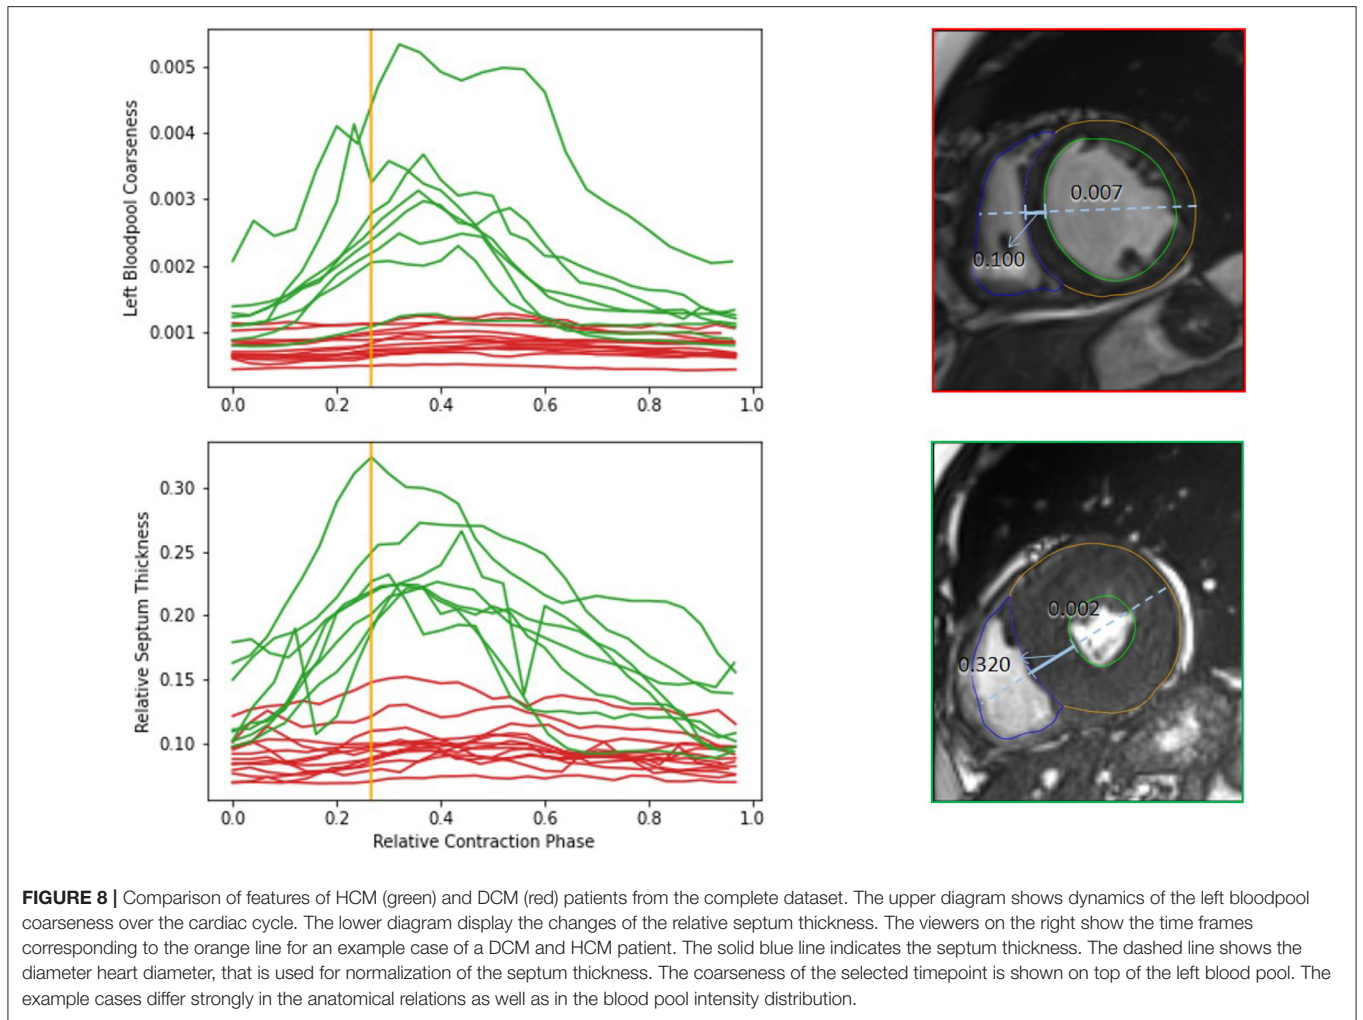 0.005
0.004
0.003
0.002
0.001
Left Bloodpool Coarseness
0.0 0.2 0.4 0.6 0.8 1.0
0.007
0.100
0.30
0.25
0.20
0.15
0.10
Relative Septum Thickness
0.0 0.2 0.4 0.6 0.8 1.0
Relative Contraction Phase
0.002
0.320
FIGURE 8 | Comparison of features of HCM (green) and DCM (red) patients from the complete dataset. The upper diagram shows dynamics of the left bloodpool
coarseness over the cardiac cycle. The lower diagram display the changes of the relative septum thickness. The viewers on the right show the time frames
corresponding to the orange line for an example case of a DCM and HCM patient. The solid blue line indicates the septum thickness. The dashed line shows the
diameter heart diameter, that is used for normalization of the septum thickness. The coarseness of the selected timepoint is shown on top of the left blood pool. The
example cases differ strongly in the anatomical relations as well as in the blood pool intensity distribution.